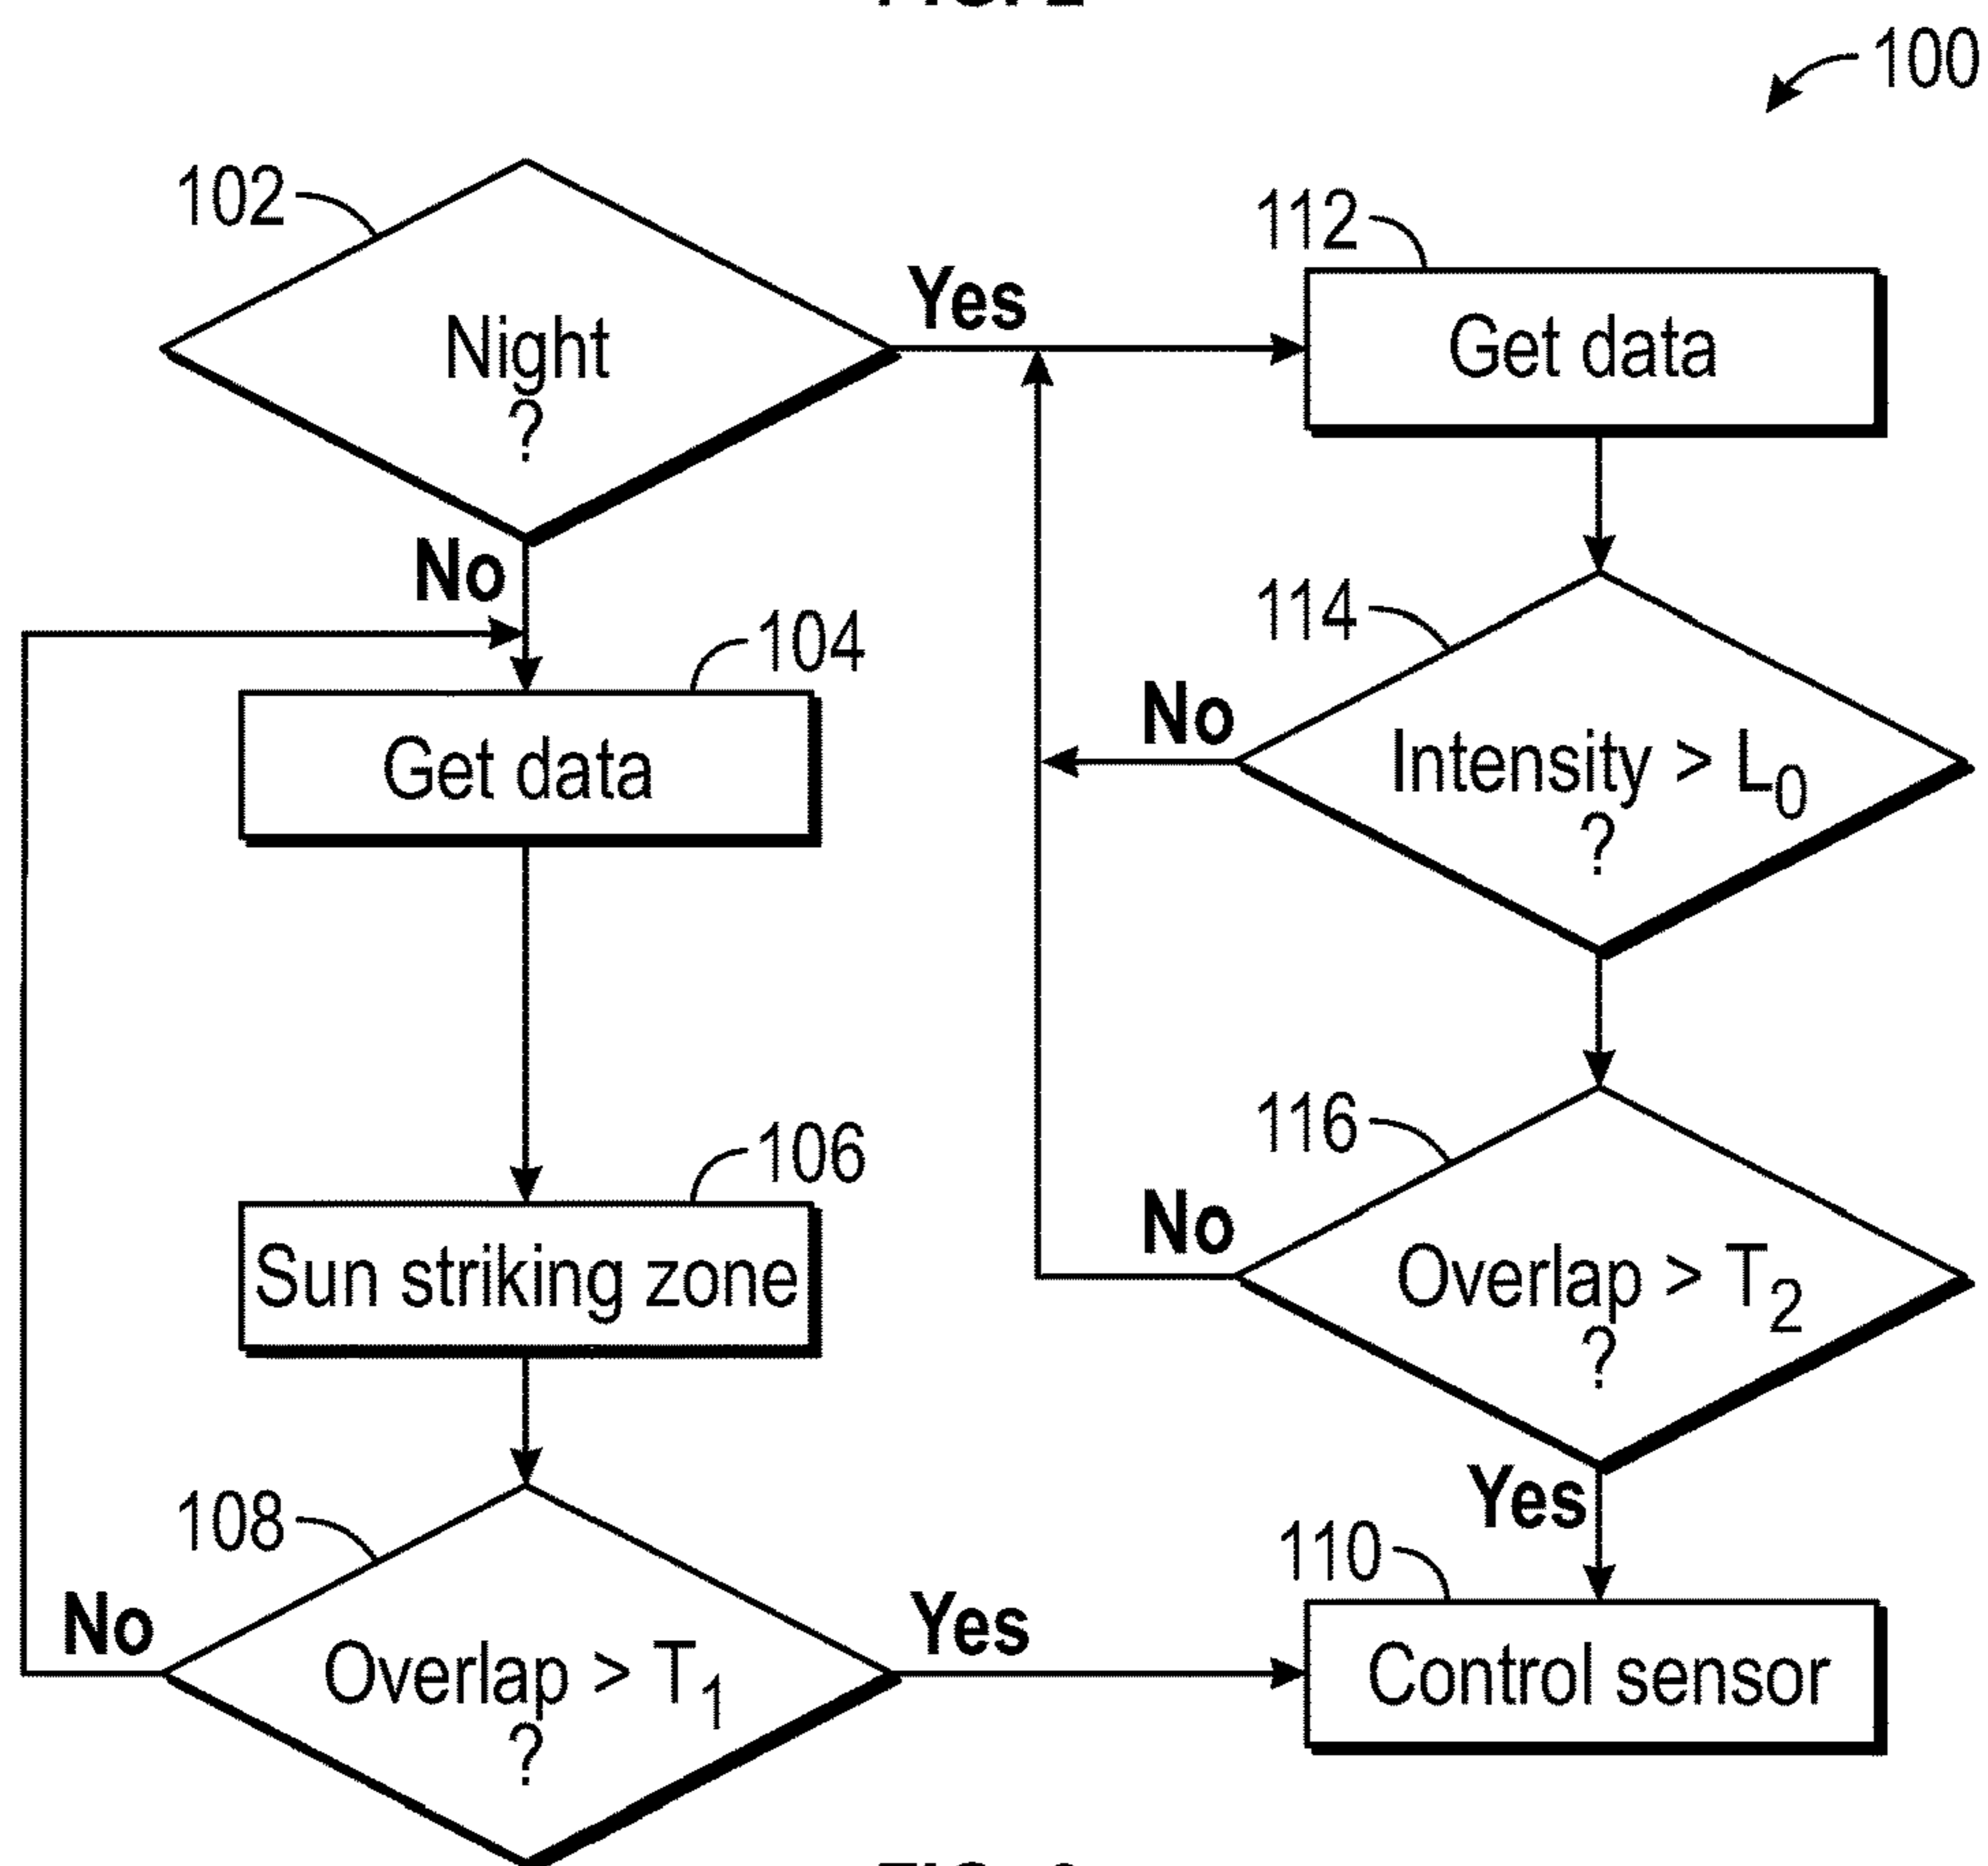 100
102
Night
?
Yes
No
112
Get data
104
Get data
114
Intensity > L0
?
No
106
Sun striking zone
116
Overlap > T2
?
No
Yes
108
Overlap > T1
?
No
Yes
110
Control sensor